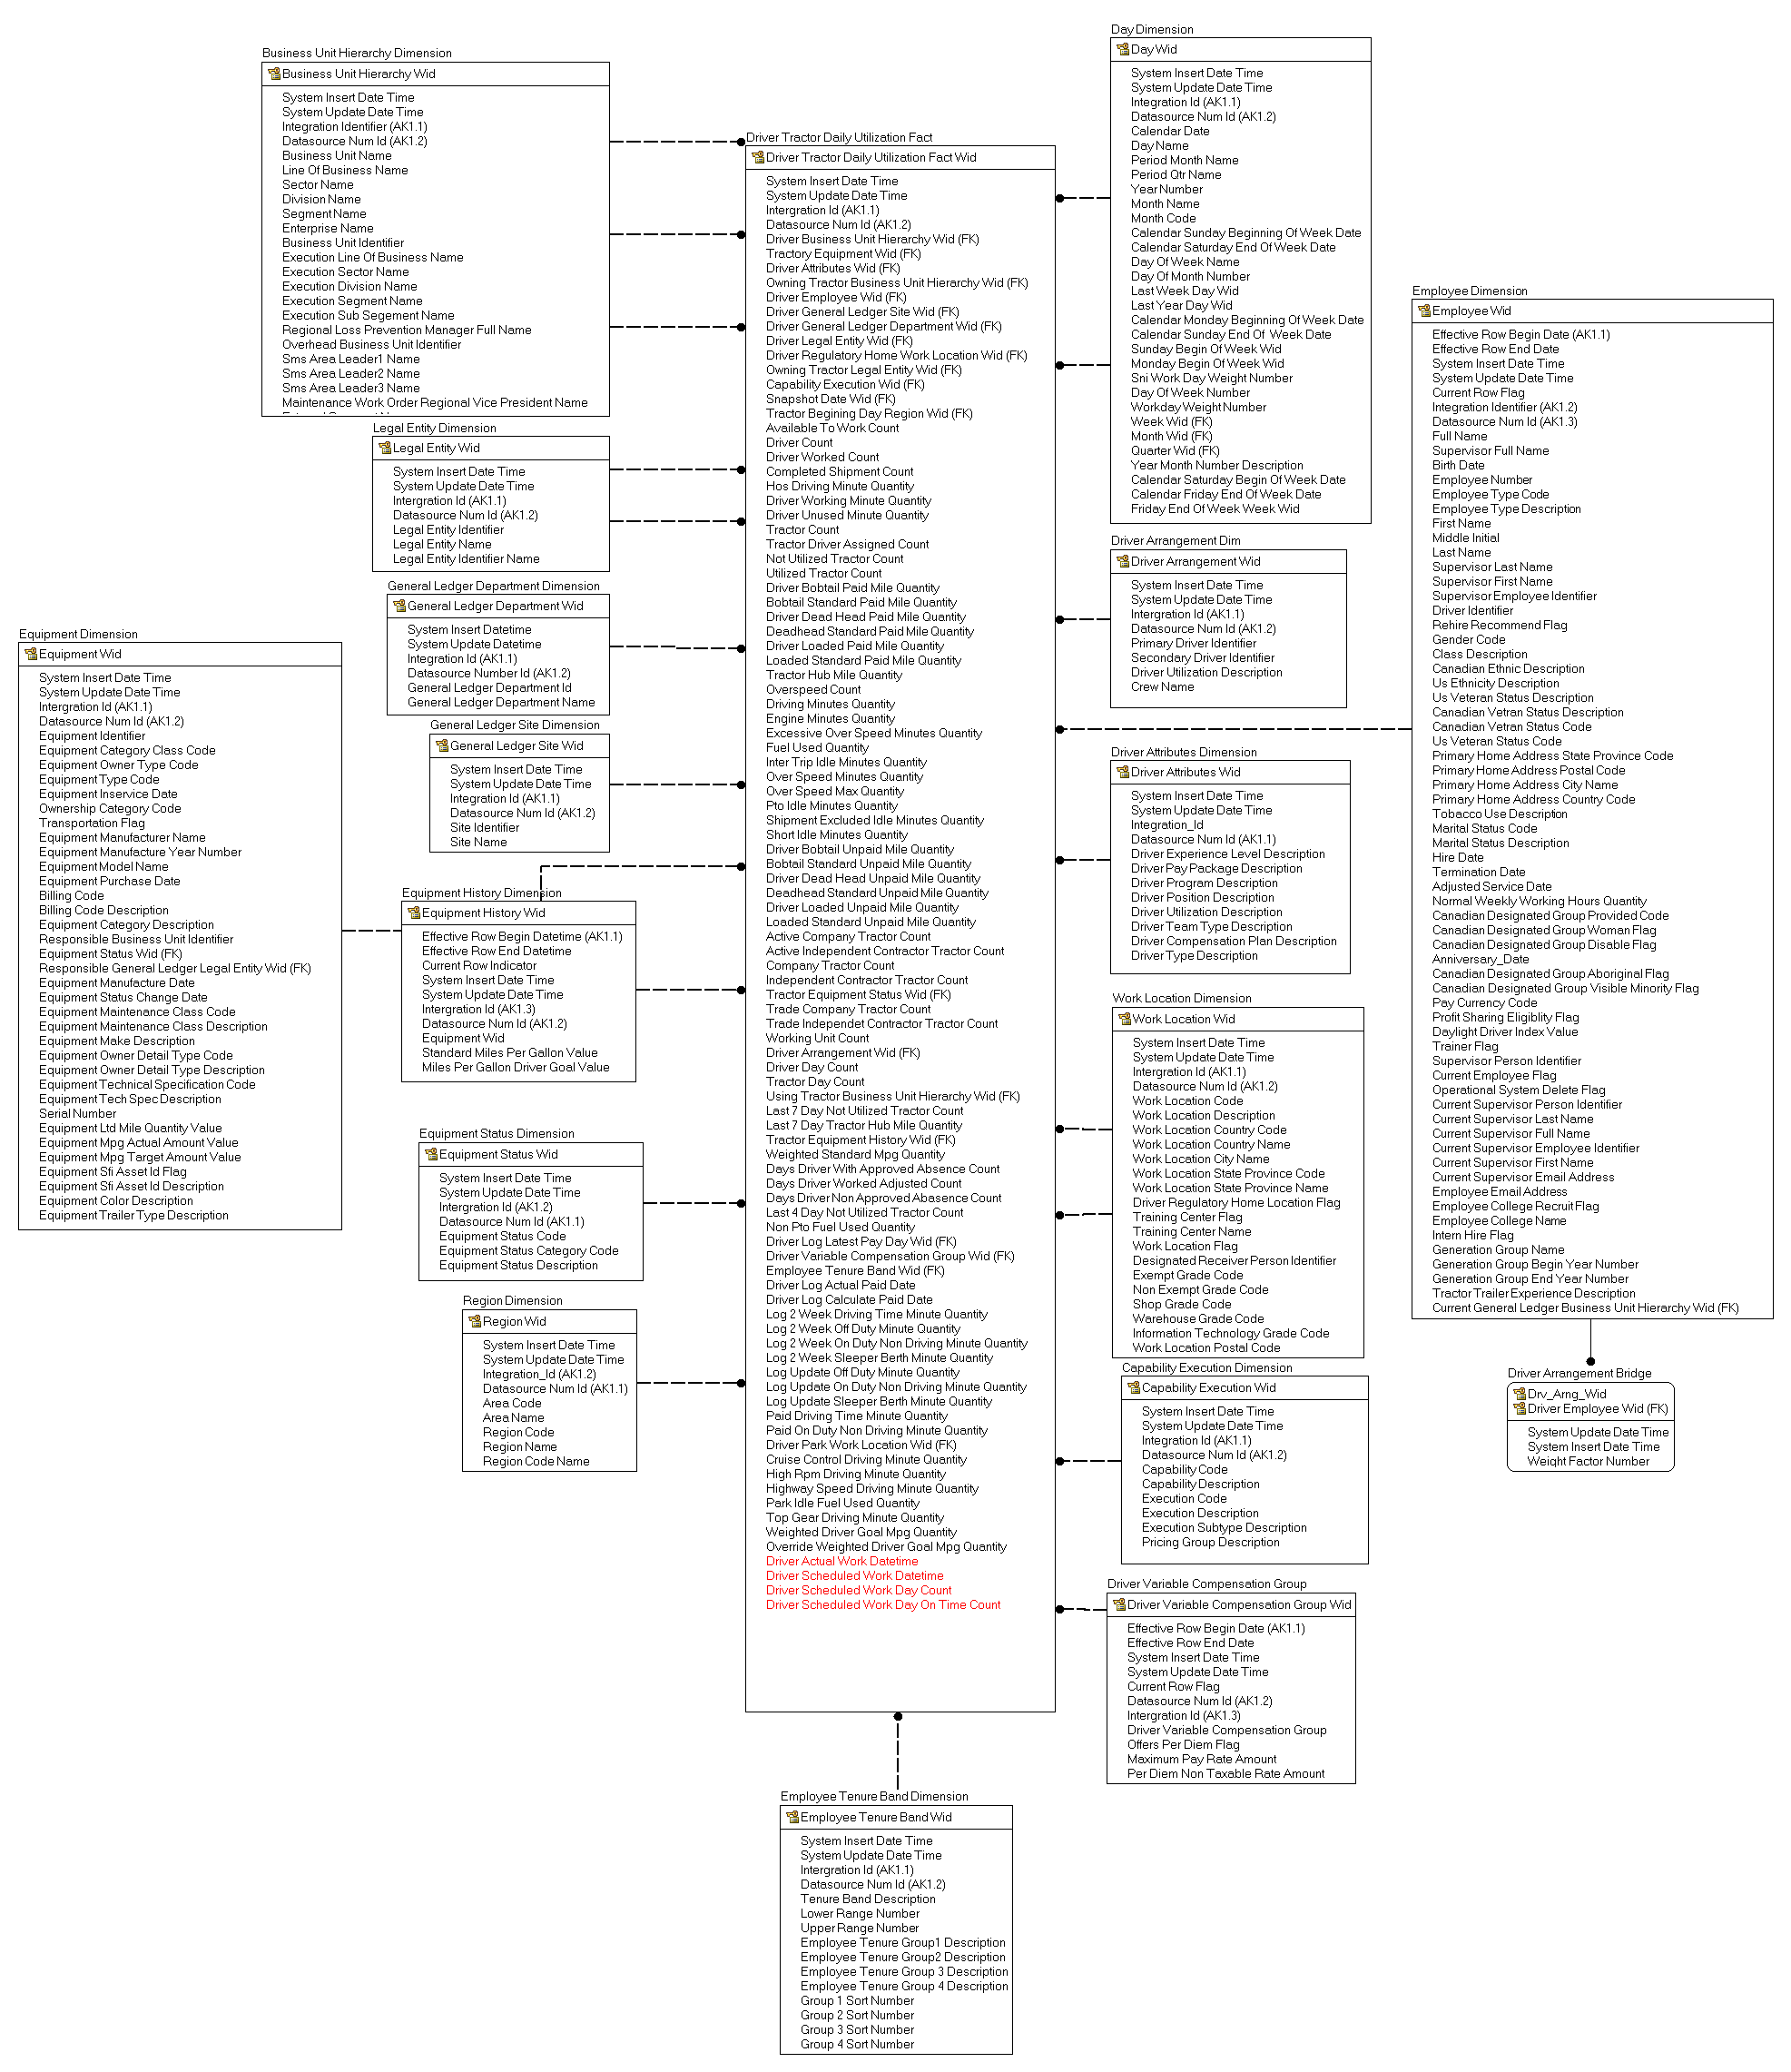 Business Unit Hierarchy Dimension
Business Unit Hierarchy Wid
System Insert Date Time
System Update Date Time
Integration Identifier (AK1.1)
Datasource Num Id (AK1.2)
Business Unit Name
Line Of Business Name
Sector Name
Division Name
Segment Name
Enterprise Name
Business Unit Identifier
Execution Line Of Business Name
Execution Sector Name
Execution Division Name
Execution Segment Name
Execution Sub Segement Name
Regional Loss Prevention Manager Full Name
Overhead Business Unit Identifier
Sms Area Leader1 Name
Sms Area Leader2 Name
Sms Area Leader3 Name
Maintenance Work Order Regional Vice President Name
Legal Entity Dimension
Legal Entity Wid
System Insert Date Time
System Update Date Time
Intergration Id (AK1.1)
Datasource Num Id (AK1.2)
Legal Entity Identifier
Legal Entity Name
Legal Entity Identifier Name
General Ledger Department Dimension
General Ledger Department Wid
System Insert Datetime
System Update Datetime
Integration Id (AK1.1)
Datasource Number Id (AK1.2)
General Ledger Department Id
General Ledger Department Name
General Ledger Site Dimension
General Ledger Site Wid
System Insert Date Time
System Update Date Time
Integration Id (AK1.1)
Datasource Num Id (AK1.2)
Site Identifier
Site Name
Equipment Dimension
Equipment Wid
System Insert Date Time
System Update Date Time
Intergration Id (AK1.1)
Datasource Num Id (AK1.2)
Equipment Identifier
Equipment Category Class Code
Equipment Owner Type Code
Equipment Type Code
Equipment Inservice Date
Ownership Category Code
Transportation Flag
Equipment Manufacturer Name
Equipment Manufacture Year Number
Equipment Model Name
Equipment Purchase Date
Billing Code
Billing Code Description
Equipment Category Description
Responsible Business Unit Identifier
Equipment Status Wid (FK)
Responsible General Ledger Legal Entity Wid (FK)
Equipment Manufacture Date
Equipment Status Change Date
Equipment Maintenance Class Code
Equipment Maintenance Class Description
Equipment Make Description
Equipment Owner Detail Type Code
Equipment Owner Detail Type Description
Equipment Technical Specification Code
Equipment Tech Spec Description
Serial Number
Equipment Ltd Mile Quantity Value
Equipment Mpg Actual Amount Value
Equipment Mpg Target Amount Value
Equipment Sfi Asset Id Flag
Equipment Sfi Asset Id Description
Equipment Color Description
Equipment Trailer Type Description
Equipment History Dimension
Equipment History Wid
Effective Row Begin Datetime (AK1.1)
Effective Row End Datetime
Current Row Indicator
System Insert Date Time
System Update Date Time
Intergration Id (AK1.3)
Datasource Num Id (AK1.2)
Equipment Wid
Standard Miles Per Gallon Value
Miles Per Gallon Driver Goal Value
Equipment Status Dimension
Equipment Status Wid
System Insert Date Time
System Update Date Time
Intergration Id (AK1.2)
Datasource Num Id (AK1.1)
Equipment Status Code
Equipment Status Category Code
Equipment Status Description
Region Dimension
Region Wid
System Insert Date Time
System Update Date Time
Integration_Id (AK1.2)
Datasource Num Id (AK1.1)
Area Code
Area Name
Region Code
Region Name
Region Code Name
Driver Tractor Daily Utilization Fact
Driver Tractor Daily Utilization Fact Wid
System Insert Date Time
System Update Date Time
Intergration Id (AK1.1)
Datasource Num Id (AK1.2)
Driver Business Unit Hierarchy Wid (FK)
Tractory Equipment Wid (FK)
Driver Attributes Wid (FK)
Owning Tractor Business Unit Hierarchy Wid (FK)
Driver Employee Wid (FK)
Driver General Ledger Site Wid (FK)
Driver General Ledger Department Wid (FK)
Driver Legal Entity Wid (FK)
Driver Regulatory Home Work Location Wid (FK)
Owning Tractor Legal Entity Wid (FK)
Capability Execution Wid (FK)
Snapshot Date Wid (FK)
Tractor Begining Day Region Wid (FK)
Available To Work Count
Driver Count
Driver Worked Count
Completed Shipment Count
Hos Driving Minute Quantity
Driver Working Minute Quantity
Driver Unused Minute Quantity
Tractor Count
Tractor Driver Assigned Count
Not Utilized Tractor Count
Utilized Tractor Count
Driver Bobtail Paid Mile Quantity
Bobtail Standard Paid Mile Quantity
Driver Dead Head Paid Mile Quantity
Deadhead Standard Paid Mile Quantity
Driver Loaded Paid Mile Quantity
Loaded Standard Paid Mile Quantity
Tractor Hub Mile Quantity
Overspeed Count
Driving Minutes Quantity
Engine Minutes Quantity
Excessive Over Speed Minutes Quantity
Fuel Used Quantity
Inter Trip Idle Minutes Quantity
Over Speed Minutes Quantity
Over Speed Max Quantity
Pto Idle Minutes Quantity
Shipment Excluded Idle Minutes Quantity
Short Idle Minutes Quantity
Driver Bobtail Unpaid Mile Quantity
Bobtail Standard Unpaid Mile Quantity
Driver Dead Head Unpaid Mile Quantity
Deadhead Standard Unpaid Mile Quantity
Driver Loaded Unpaid Mile Quantity
Loaded Standard Unpaid Mile Quantity
Active Company Tractor Count
Active Independent Contractor Tractor Count
Company Tractor Count
Independent Contractor Tractor Count
Tractor Equipment Status Wid (FK)
Trade Company Tractor Count
Trade Independet Contractor Tractor Count
Working Unit Count
Driver Arrangement Wid (FK)
Driver Day Count
Tractor Day Count
Using Tractor Business Unit Hierarchy Wid (FK)
Last 7 Day Not Utilized Tractor Count
Last 7 Day Tractor Hub Mile Quantity
Tractor Equipment History Wid (FK)
Weighted Standard Mpg Quantity
Days Driver With Approved Absence Count
Days Driver Worked Adjusted Count
Days Driver Non Approved Abasence Count
Last 4 Day Not Utilized Tractor Count
Non Pto Fuel Used Quantity
Driver Log Latest Pay Day Wid (FK)
Driver Variable Compensation Group Wid (FK)
Employee Tenure Band Wid (FK)
Driver Log Actual Paid Date
Driver Log Calculate Paid Date
Log 2 Week Driving Time Minute Quantity
Log 2 Week Off Duty Minute Quantity
Log 2 Week On Duty Non Driving Minute Quantity
Log 2 Week Sleeper Berth Minute Quantity
Log Update Off Duty Minute Quantity
Log Update On Duty Non Driving Minute Quantity
Log Update Sleeper Berth Minute Quantity
Paid Driving Time Minute Quantity
Paid On Duty Non Driving Minute Quantity
Driver Park Work Location Wid (FK)
Cruise Control Driving Minute Quantity
High Rpm Driving Minute Quantity
Highway Speed Driving Minute Quantity
Park Idle Fuel Used Quantity
Top Gear Driving Minute Quantity
Weighted Driver Goal Mpg Quantity
Override Weighted Driver Goal Mpg Quantity
Driver Actual Work Datetime
Driver Scheduled Work Datetime
Driver Scheduled Work Day Count
Driver Scheduled Work Day On Time Count
Employee Tenure Band Dimension
Employee Tenure Band Wid
System Insert Date Time
System Update Date Time
Intergration Id (AK1.1)
Datasource Num Id (AK1.2)
Tenure Band Description
Lower Range Number
Upper Range Number
Employee Tenure Group1 Description
Employee Tenure Group2 Description
Employee Tenure Group 3 Description
Employee Tenure Group 4 Description
Group 1 Sort Number
Group 2 Sort Number
Group 3 Sort Number
Group 4 Sort Number
Day Dimension
Day Wid
System Insert Date Time
System Update Date Time
Integration Id (AK1.1)
Datasource Num Id (AK1.2)
Calendar Date
Day Name
Period Month Name
Period Qtr Name
Year Number
Month Name
Month Code
Calendar Sunday Beginning Of Week Date
Calendar Saturday End Of Week Date
Day Of Week Name
Day Of Month Number
Last Week Day Wid
Last Year Day Wid
Calendar Monday Beginning Of Week Date
Calendar Sunday End Of Week Date
Sunday Begin Of Week Wid
Monday Begin Of Week Wid
Sni Work Day Weight Number
Day Of Week Number
Workday Weight Number
Week Wid (FK)
Month Wid (FK)
Quarter Wid (FK)
Year Month Number Description
Calendar Saturday Begin Of Week Date
Calendar Friday End Of Week Date
Friday End Of Week Week Wid
Driver Arrangement Dim
Driver Arrangement Wid
System Insert Date Time
System Update Date Time
Intergration Id (AK1.1)
Datasource Num Id (AK1.2)
Primary Driver Identifier
Secondary Driver Identifier
Driver Utilization Description
Crew Name
Driver Attributes Dimension
Driver Attributes Wid
System Insert Date Time
System Update Date Time
Integration_Id
Datasource Num Id (AK1.1)
Driver Experience Level Description
Driver Pay Package Description
Driver Program Description
Driver Position Description
Driver Utilization Description
Driver Team Type Description
Driver Compensation Plan Description
Driver Type Description
Work Location Dimension
Work Location Wid
System Insert Date Time
System Update Date Time
Intergration Id (AK1.1)
Datasource Num Id (AK1.2)
Work Location Code
Work Location Description
Work Location Country Code
Work Location Country Name
Work Location City Name
Work Location State Province Code
Work Location State Province Name
Driver Regulatory Home Location Flag
Training Center Flag
Training Center Name
Work Location Flag
Designated Receiver Person Identifier
Exempt Grade Code
Non Exempt Grade Code
Shop Grade Code
Warehouse Grade Code
Information Technology Grade Code
Work Location Postal Code
Capability Execution Dimension
Capability Execution Wid
System Insert Date Time
System Update Date Time
Integration Id (AK1.1)
Datasource Num Id (AK1.2)
Capability Code
Capability Description
Execution Code
Execution Description
Execution Subtype Description
Pricing Group Description
Driver Variable Compensation Group
Driver Variable Compensation Group Wid
Effective Row Begin Date (AK1.1)
Effective Row End Date
System Insert Date Time
System Update Date Time
Current Row Flag
Datasource Num Id (AK1.2)
Intergration Id (AK1.3)
Driver Variable Compensation Group
Offers Per Diem Flag
Maximum Pay Rate Amount
Per Diem Non Taxable Rate Amount
Employee Dimension
Employee Wid
Effective Row Begin Date (AK1.1)
Effective Row End Date
System Insert Date Time
System Update Date Time
Current Row Flag
Integration Identifier (AK1.2)
Datasource Num Id (AK1.3)
Full Name
Supervisor Full Name
Birth Date
Employee Number
Employee Type Code
Employee Type Description
First Name
Middle Initial
Last Name
Supervisor Last Name
Supervisor First Name
Supervisor Employee Identifier
Driver Identifier
Rehire Recommend Flag
Gender Code
Class Description
Canadian Ethnic Description
Us Ethnicity Description
Us Veteran Status Description
Canadian Vetran Status Description
Canadian Vetran Status Code
Us Veteran Status Code
Primary Home Address State Province Code
Primary Home Address Postal Code
Primary Home Address City Name
Primary Home Address Country Code
Tobacco Use Description
Marital Status Code
Marital Status Description
Hire Date
Termination Date
Adjusted Service Date
Normal Weekly Working Hours Quantity
Canadian Designated Group Provided Code
Canadian Designated Group Woman Flag
Canadian Designated Group Disable Flag
Anniversary_Date
Canadian Designated Group Aboriginal Flag
Canadian Designated Group Visible Minority Flag
Pay Currency Code
Profit Sharing Eligiblity Flag
Daylight Driver Index Value
Trainer Flag
Supervisor Person Identifier
Current Employee Flag
Operational System Delete Flag
Current Supervisor Person Identifier
Current Supervisor Last Name
Current Supervisor Full Name
Current Supervisor Employee Identifier
Current Supervisor First Name
Current Supervisor Email Address
Employee Email Address
Employee College Recruit Flag
Employee College Name
Intern Hire Flag
Generation Group Name
Generation Group Begin Year Number
Generation Group End Year Number
Tractor Trailer Experience Description
Current General Ledger Business Unit Hierarchy Wid (FK)
Driver Arrangement Bridge
Drv_Arng_Wid
Driver Employee Wid (FK)
System Update Date Time
System Insert Date Time
Weight Factor Number